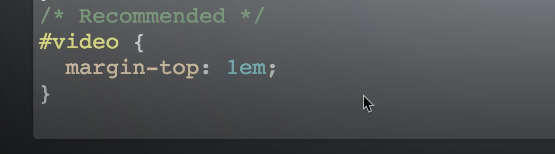 /* Recommended */
#video {
  margin-top: 1em;
}